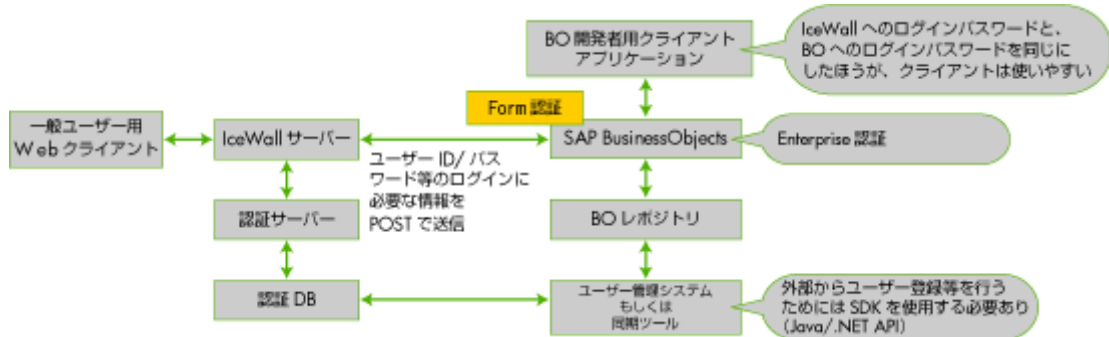 BO 開発者用クライアント
アプリケーション
IceWall へのログインパスワードと、
BO へのログインパスワードを同じに
したほうが、クライアントは使いやすい
Form 認証
一般ユーザー用
Web クライアント
IceWall サーバー
SAP BusinessObjects
Enterprise 認証
ユーザー ID/ パス
ワード等のログインに
必要な情報を
POST で送信
認証サーバー
BO レポジトリ
認証 DB
ユーザー管理システム
もしくは
同期ツール
外部からユーザー登録等を行う
ためには SDK を使用する必要あり
(Java/.NET API)